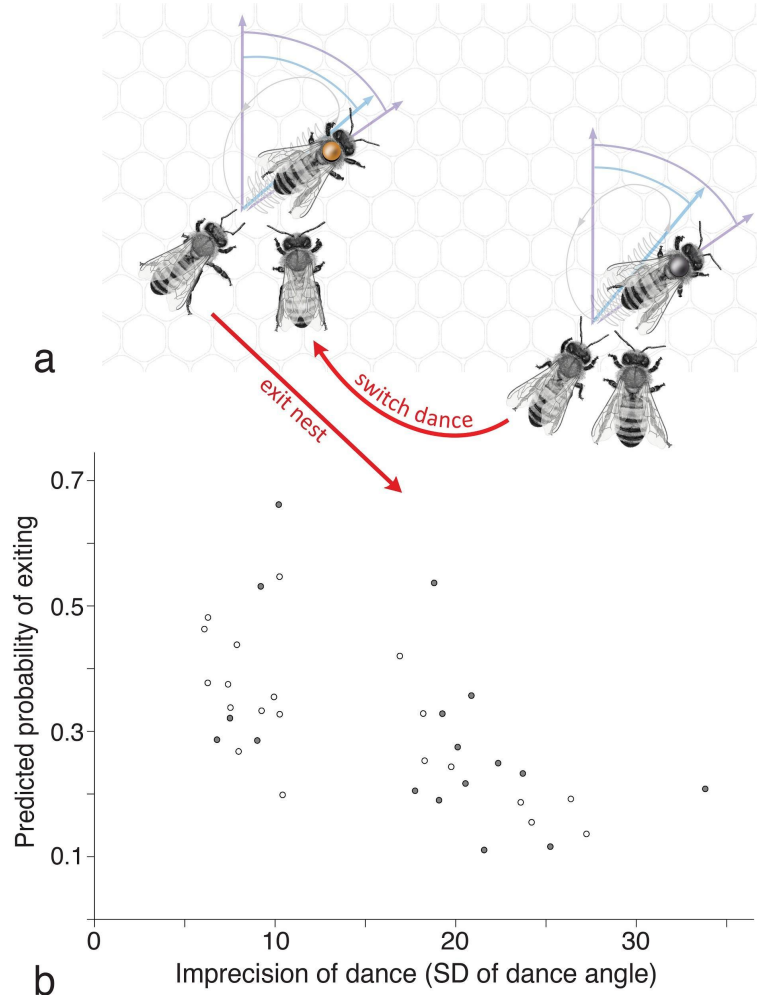 a
exit nest
switch dance
Predicted probability of exiting
0.7
0.5
0.3
0.1
0
10
20
30
Imprecision of dance (SD of dance angle)
b